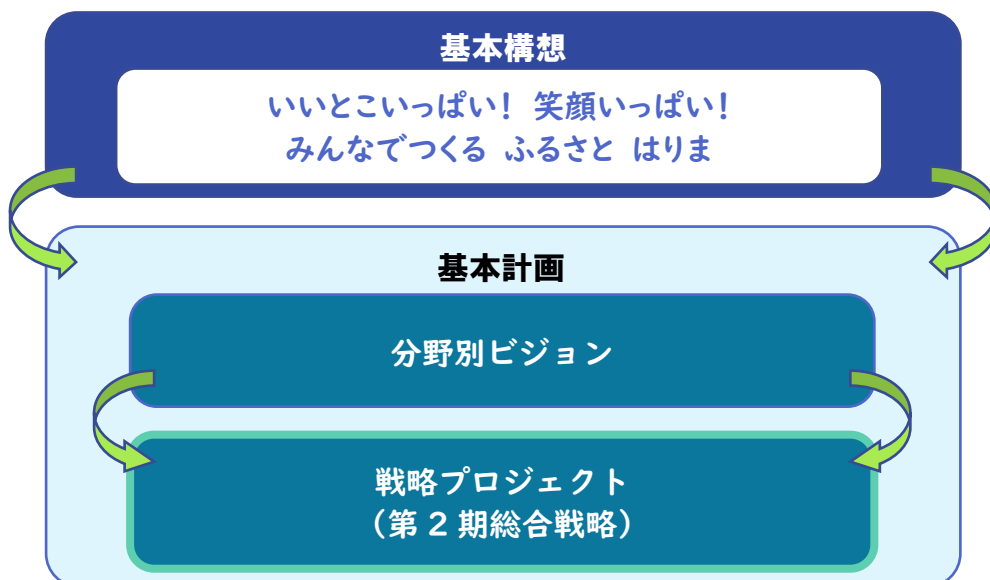 基本構想
いいとこいっぱい! 笑顔いっぱい!
みんなでつくる ふるさと はりま
基本計画
分野別ビジョン
戦略プロジェクト
(第2期総合戦略)